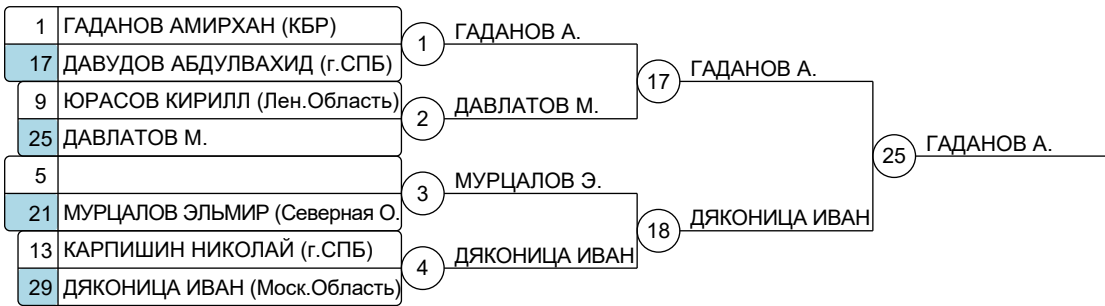 1 ГАДАНОВ АМИРХАН (КБР)
17 ДАВУДОВ АБДУЛВАХИД (г.СПБ)
9 ЮРАСОВ КИРИЛЛ (Лен.Область)
25 ДАВЛАТОВ М.
5
21 МУРЦАЛОВ ЭЛЬМИР (Северная О.
13 КАРПИШИН НИКОЛАЙ (г.СПБ)
29 ДЯКОНИЦА ИВАН (Моск.Область)
1 ГАДАНОВ А.
2 ДАВЛАТОВ М.
3 МУРЦАЛОВ Э.
4 ДЯКОНИЦА ИВАН
17 ГАДАНОВ А.
18 ДЯКОНИЦА ИВАН
25 ГАДАНОВ А.